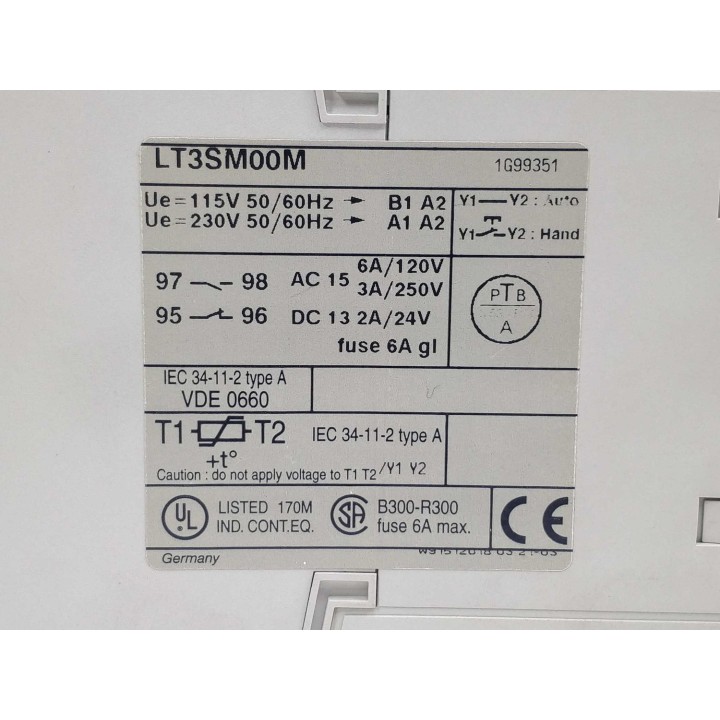 LT3SM00M 1G99351
Ue = 115V 50/60Hz → B1 A2
Ue = 230V 50/60Hz → A1 A2
Y1 Y2 : Auto
Y1 Y2 : Hand
97 98 AC 15 6A/120V
3A/250V
95 96 DC 13 2A/24V
fuse 6A gl
PTB
A
IEC 34-11-2 type A
VDE 0660
T1 T2 IEC 34-11-2 type A
+t°
Caution : do not apply voltage to T1 T2 /Y1 Y2
UL LISTED 170M
IND. CONT.EQ.
SA B300-R300
fuse 6A max.
CE
Germany